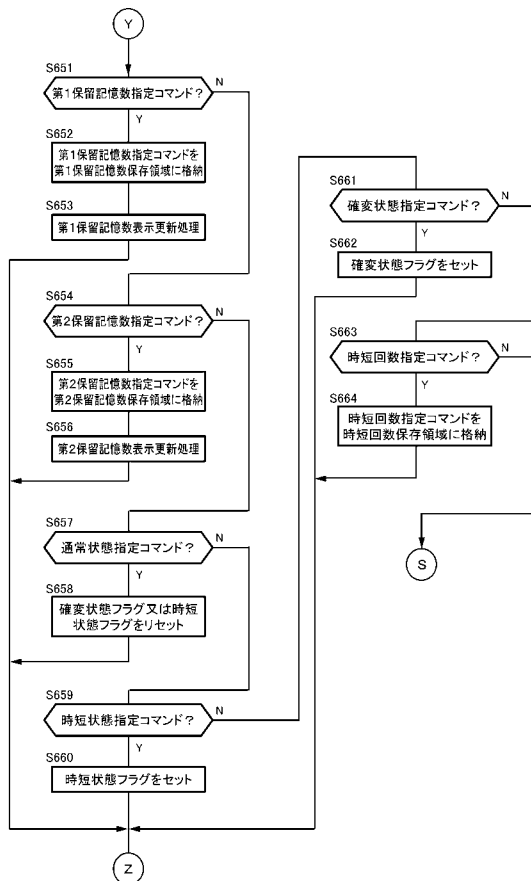 Y
S651
第1保留記憶数指定コマンド？
N
Y
S652
第1保留記憶数指定コマンドを
第1保留記憶数保存領域に格納
S653
第1保留記憶数表示更新処理
S654
第2保留記憶数指定コマンド？
N
Y
S655
第2保留記憶数指定コマンドを
第2保留記憶数保存領域に格納
S656
第2保留記憶数表示更新処理
S657
通常状態指定コマンド？
N
Y
S658
確変状態フラグ又は時短
状態フラグをリセット
S659
時短状態指定コマンド？
N
Y
S660
時短状態フラグをセット
Z
S661
確変状態指定コマンド？
N
Y
S662
確変状態フラグをセット
S663
時短回数指定コマンド？
N
Y
S664
時短回数指定コマンドを
時短回数保存領域に格納
S